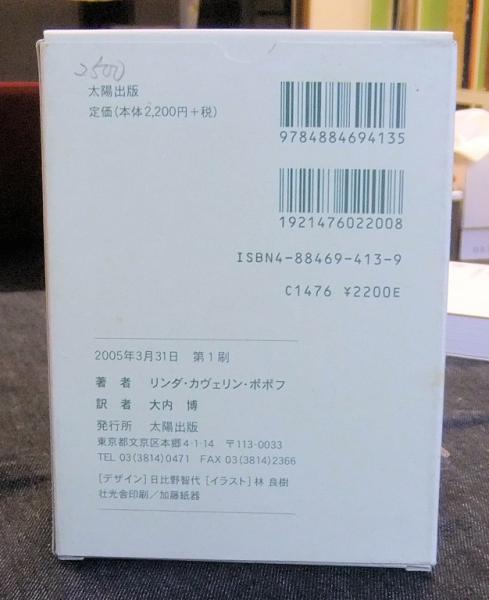 2500
太陽出版
定価(本体2,200円+税)
9784884694135
1921476022008
ISBN4-88469-413-9
C1476 ¥2200E
2005年3月31日 第1刷
著者 リンダ・カヴェリン・ポポフ
訳者 大内 博
発行所 太陽出版
東京都文京区本郷4-1-14 〒113-0033
TEL 03(3814)0471 FAX 03(3814)2366
[デザイン]日比野智代 [イラスト]林 良樹
壮光舎印刷/加藤紙器